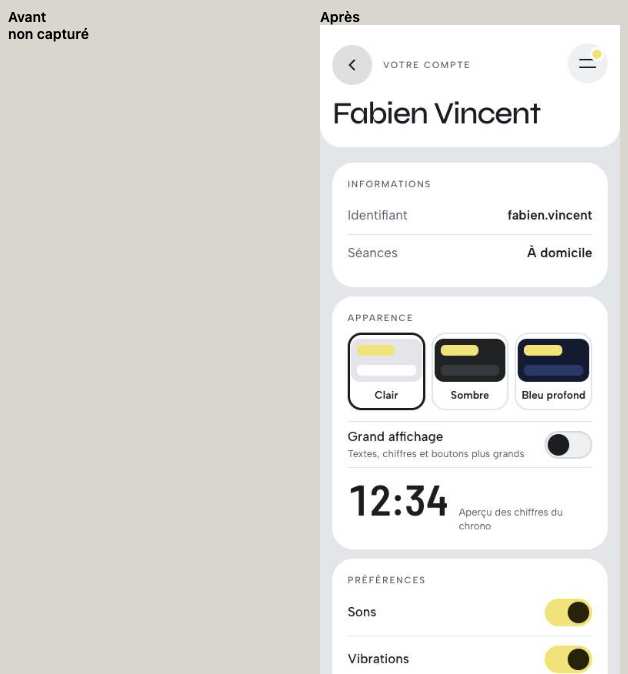 Avant
non capturé
Après
VOTRE COMPTE
Fabien Vincent
INFORMATIONS
Identifiant
fabien.vincent
Séances
À domicile
APPARENCE
Clair
Sombre
Bleu profond
Grand affichage
Textes, chiffres et boutons plus grands
12:34
Aperçu des chiffres du
chrono
PRÉFÉRENCES
Sons
Vibrations